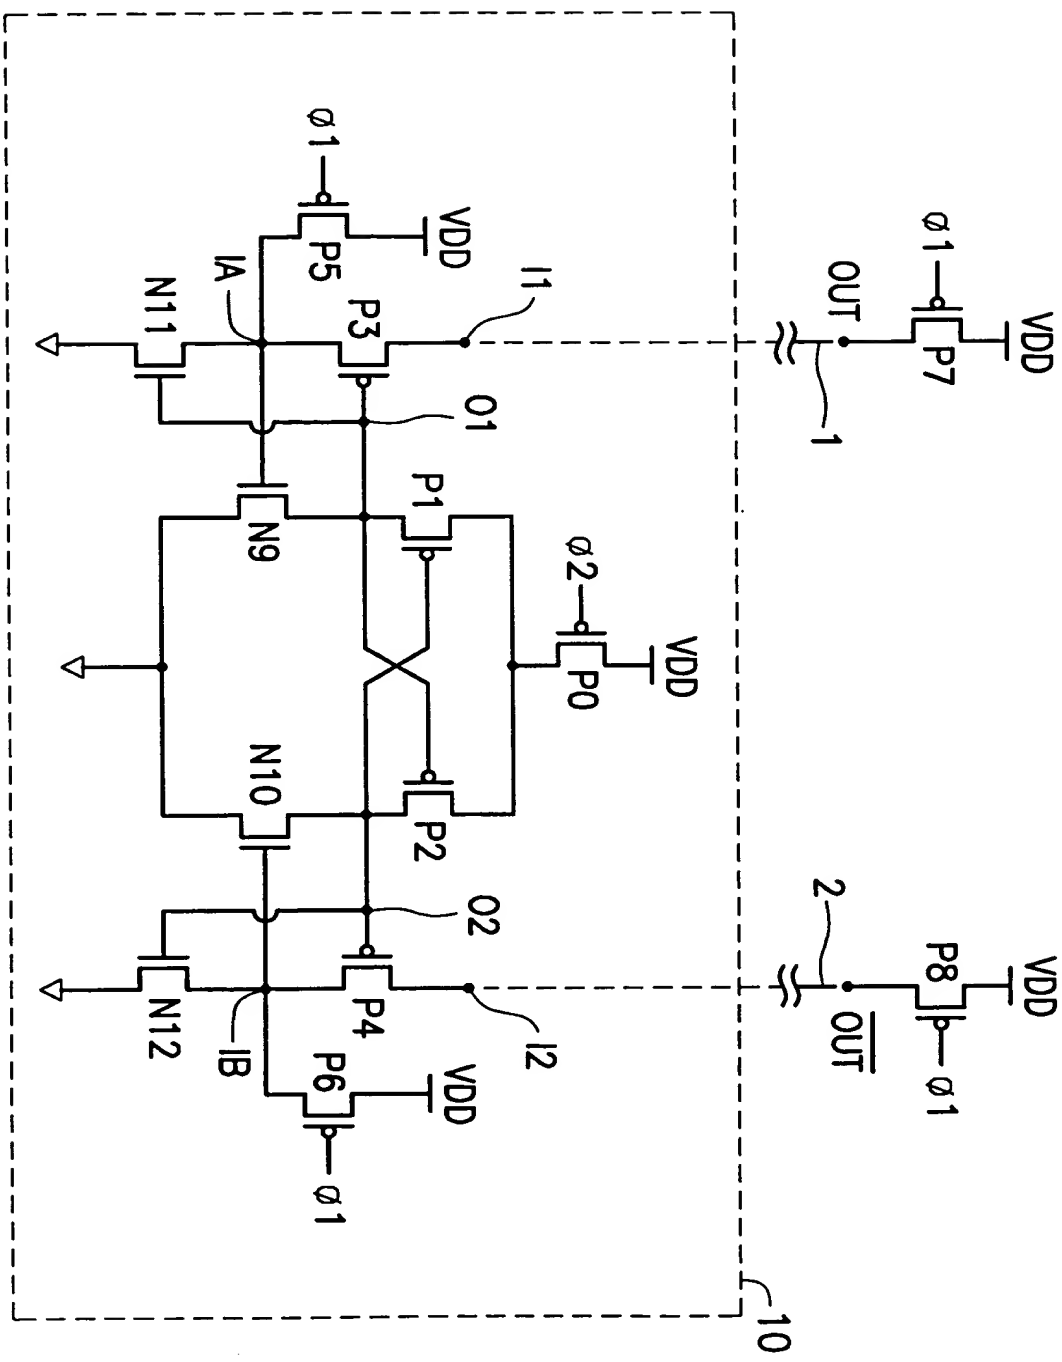 VDD
VDD
ø1
P7
P8
ø1
OUT
O̅U̅T̅
1
2
10
VDD
ø2
P0
I1
I2
O1
O2
VDD
VDD
P1
P2
P3
P4
ø1
P5
P6
ø1
N9
N10
IA
IB
N11
N12